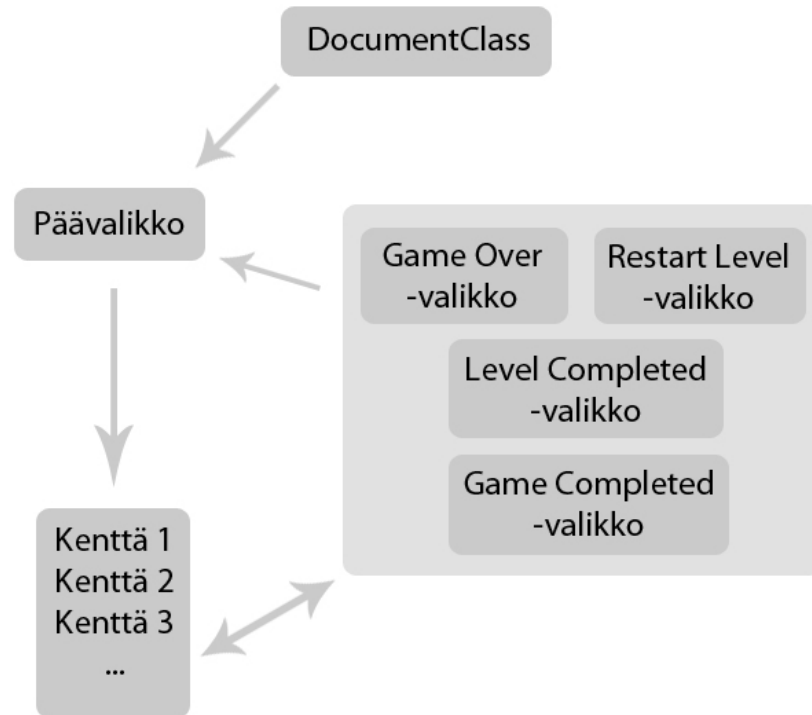 DocumentClass
Päävalikko
Game Over
-valikko
Restart Level
-valikko
Level Completed
-valikko
Game Completed
-valikko
Kenttä 1
Kenttä 2
Kenttä 3
...